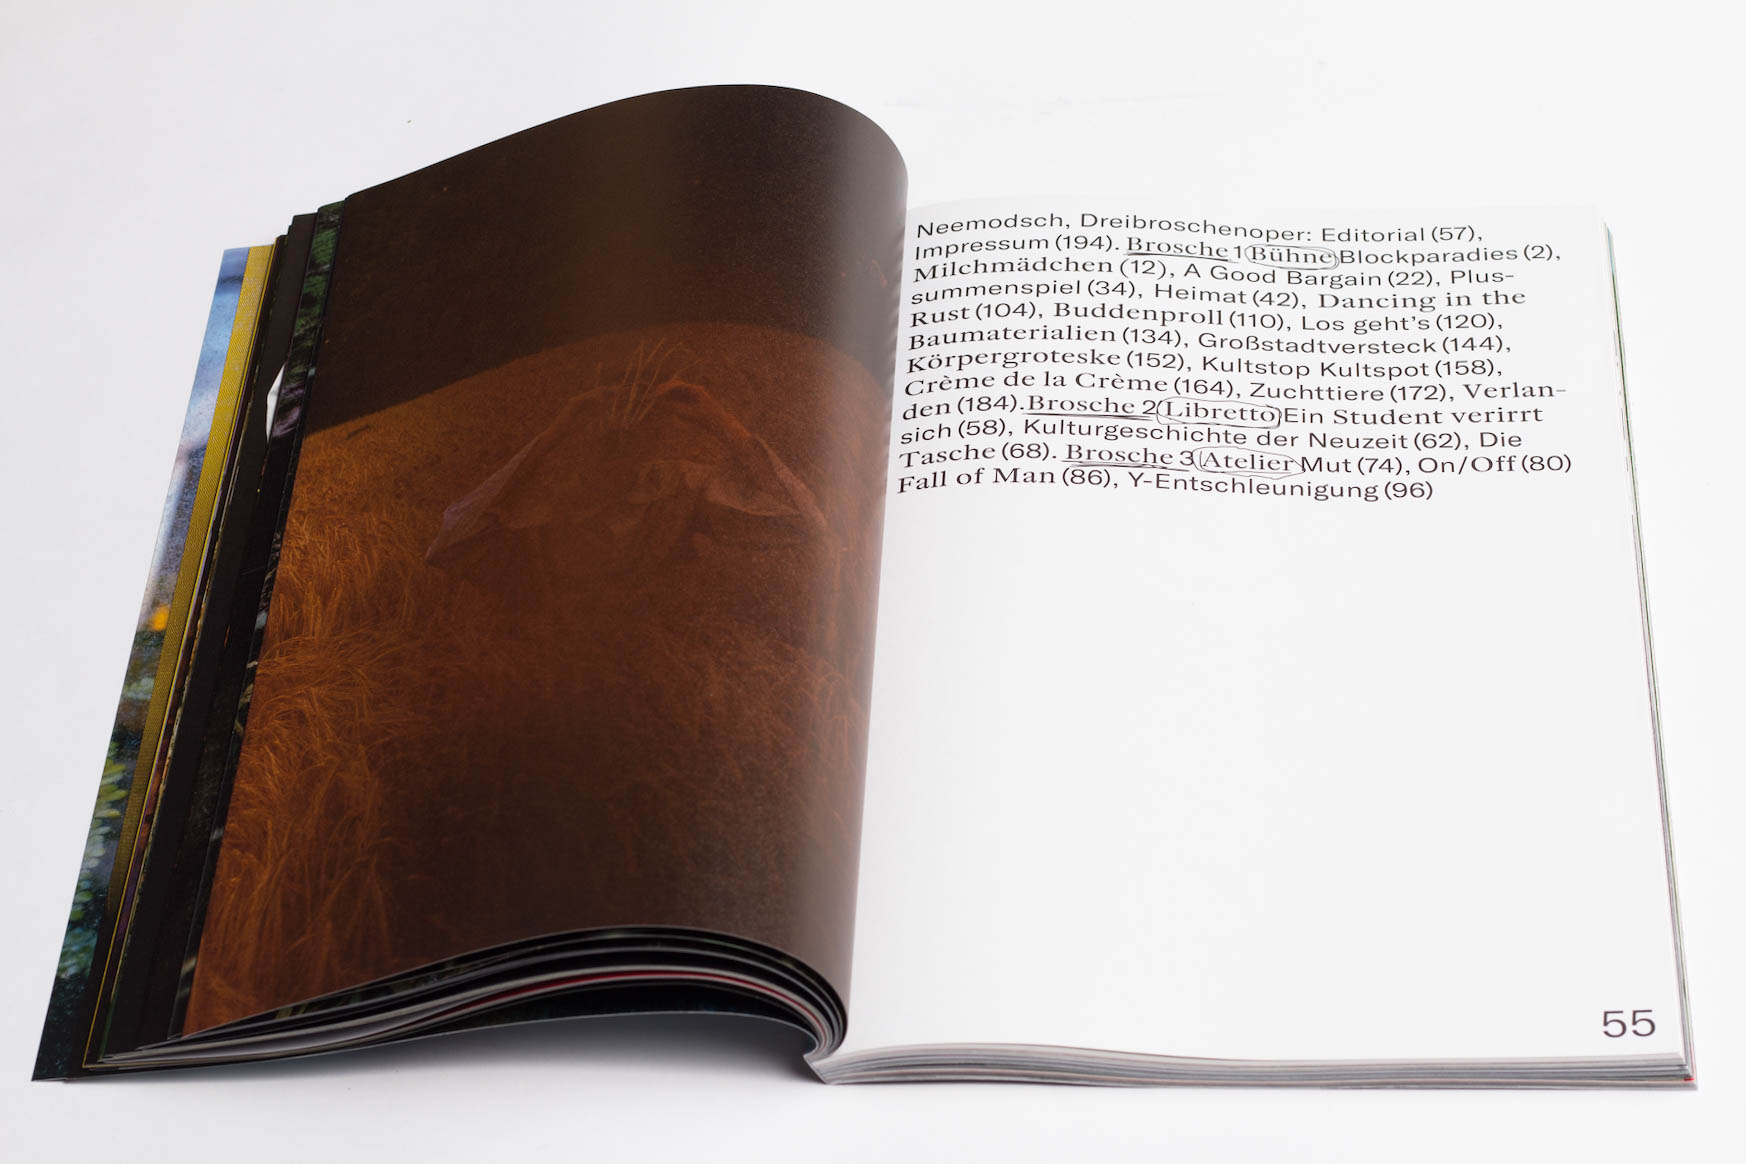 Neemodsch, Dreibroschenoper: Editorial (57),
Impressum (194). Brosche 1 Bühne Blockparadies (2),
Milchmädchen (12), A Good Bargain (22), Plus-
summenspiel (34), Heimat (42), Dancing in the
Rust (104), Buddenproll (110), Los geht's (120),
Baumaterialien (134), Großstadtversteck (144),
Körpergroteske (152), Kultstop Kultspot (158),
Crème de la Crème (164), Zuchttiere (172), Verlan-
den (184). Brosche 2 Libretto Ein Student verirrt
sich (58), Kulturgeschichte der Neuzeit (62), Die
Tasche (68). Brosche 3 Atelier Mut (74), On/Off (80)
Fall of Man (86), Y-Entschleunigung (96)
55